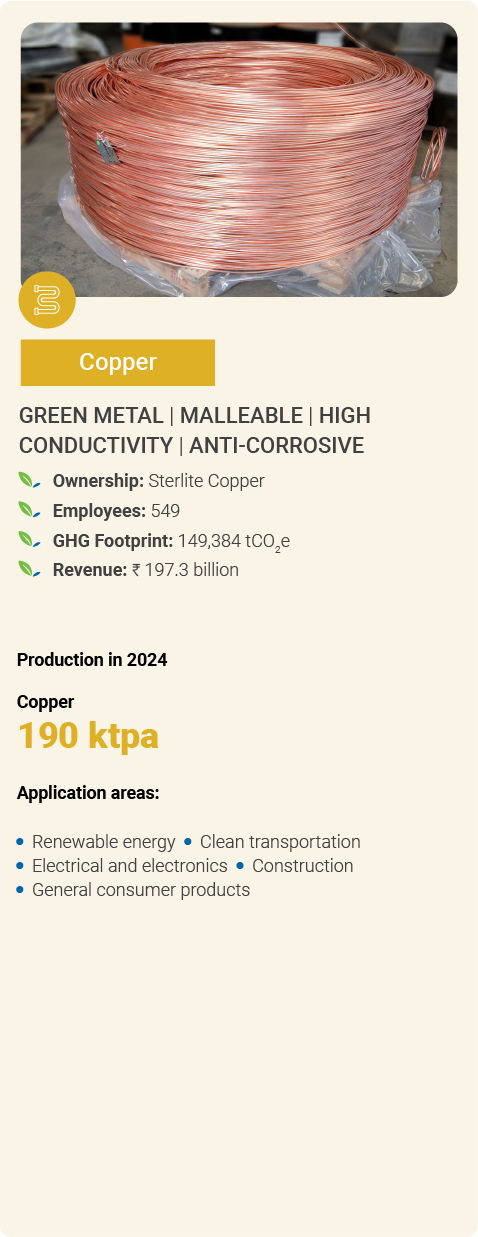 Copper
GREEN METAL | MALLEABLE | HIGH
CONDUCTIVITY | ANTI-CORROSIVE
Ownership: Sterlite Copper
Employees: 549
GHG Footprint: 149,384 tCO₂e
Revenue: ₹ 197.3 billion
Production in 2024
Copper
190 ktpa
Application areas:
• Renewable energy • Clean transportation
• Electrical and electronics • Construction
• General consumer products